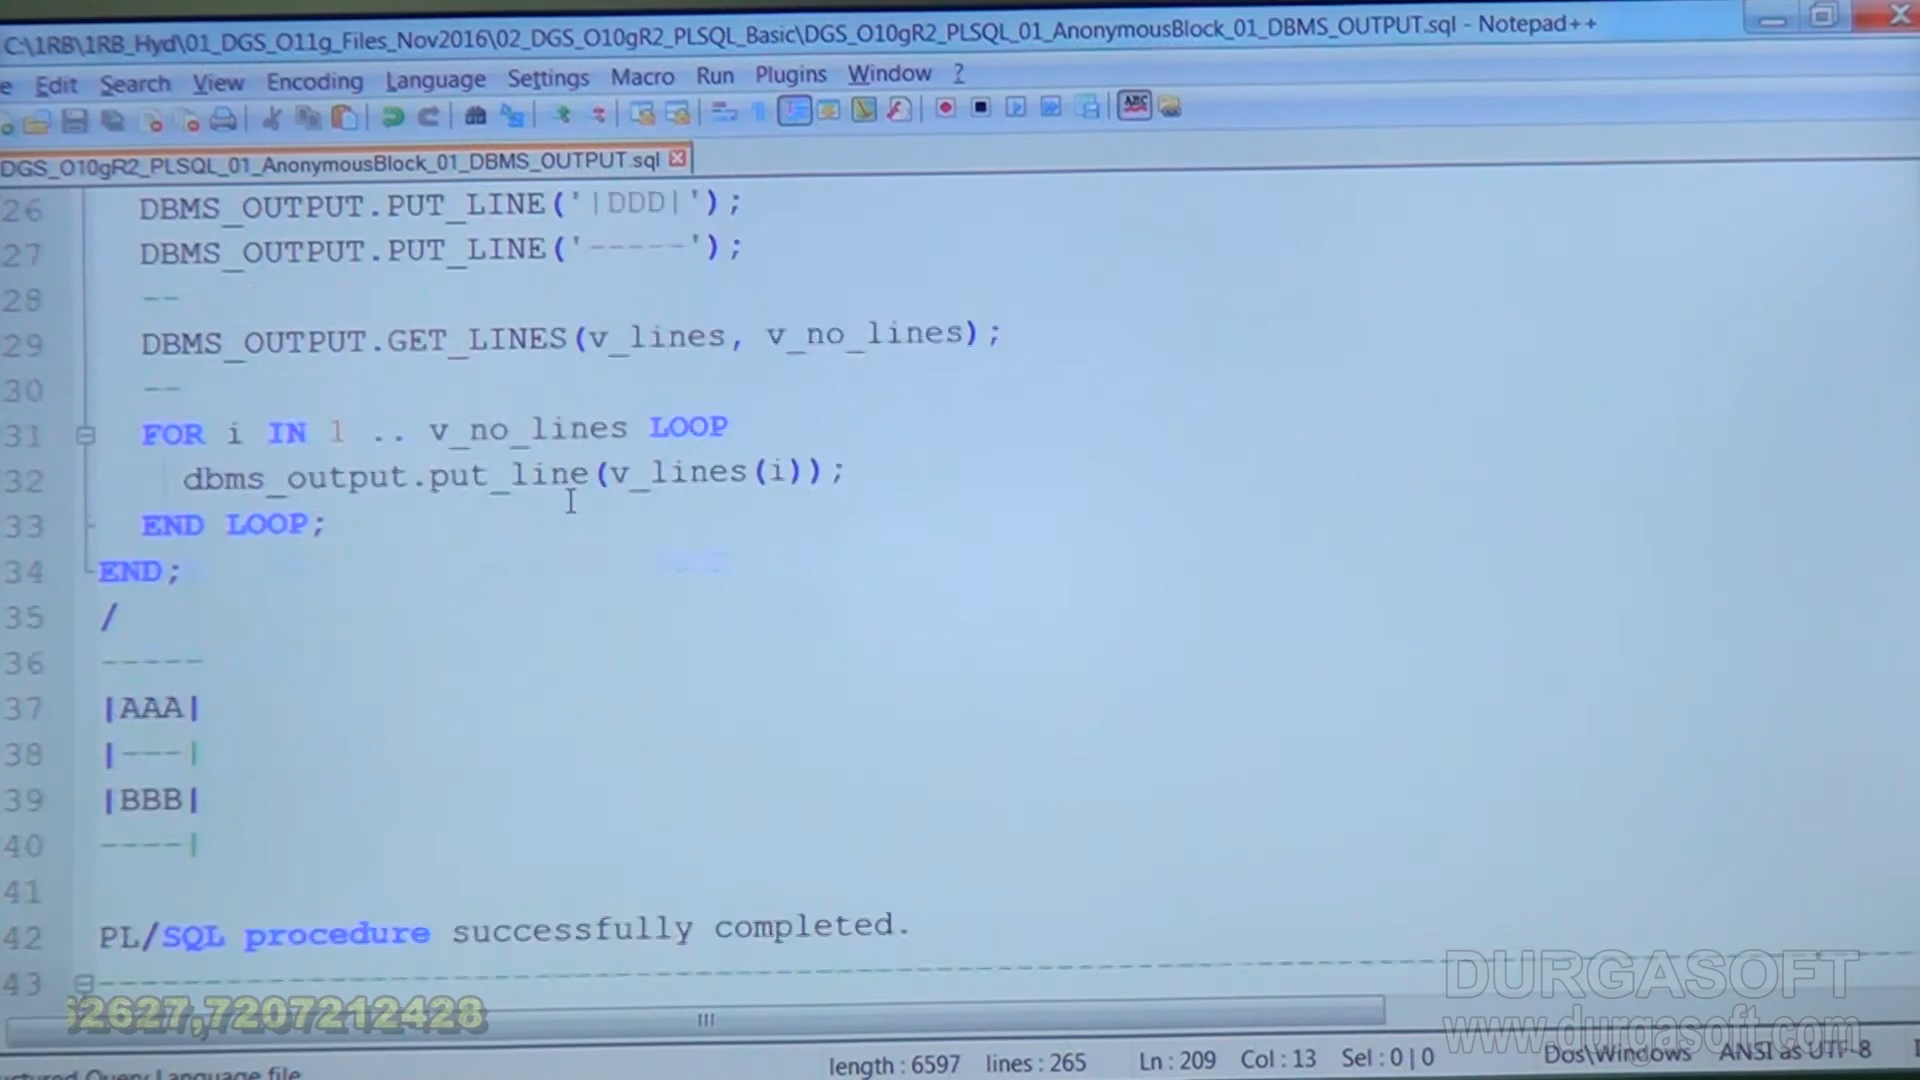 C:\1RB\1RB_Hyd\01_DGS_O11g_Files_Nov2016\02_DGS_O10gR2_PLSQL_Basic\DGS_O10gR2_PLSQL_01_AnonymousBlock_01_DBMS_OUTPUT.sql - Notepad++
e Edit Search View Encoding Language Settings Macro Run Plugins Window ?
DGS_O10gR2_PLSQL_01_AnonymousBlock_01_DBMS_OUTPUT.sql
26 DBMS_OUTPUT.PUT_LINE('|DDD|');
27 DBMS_OUTPUT.PUT_LINE('-----');
28 --
29 DBMS_OUTPUT.GET_LINES(v_lines, v_no_lines);
30 --
31 FOR i IN 1 .. v_no_lines LOOP
32 dbms_output.put_line(v_lines(i));
33 END LOOP;
34 END;
35 /
36 -----
37 |AAA|
38 |---|
39 |BBB|
40 ----|
41
42 PL/SQL procedure successfully completed.
43
2627,7207212428
DURGASOFT
www.durgasoft.com
length : 6597 lines : 265 Ln : 209 Col : 13 Sel : 0 | 0 Dos\Windows ANSI as UTF-8
ctured Query Language file